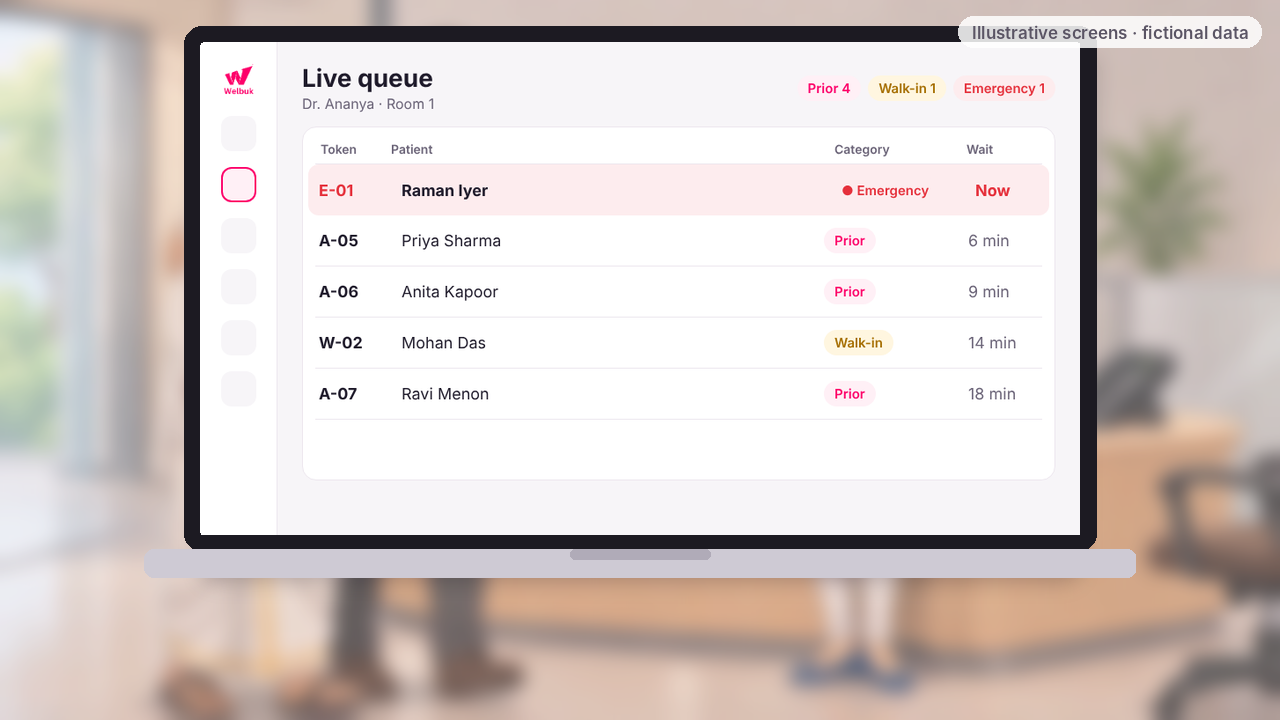 Illustrative screens · fictional data
Welbuk
Live queue
Dr. Ananya · Room 1
Prior 4 Walk-in 1 Emergency 1
Token Patient Category Wait
E-01 Raman Iyer Emergency Now
A-05 Priya Sharma Prior 6 min
A-06 Anita Kapoor Prior 9 min
W-02 Mohan Das Walk-in 14 min
A-07 Ravi Menon Prior 18 min